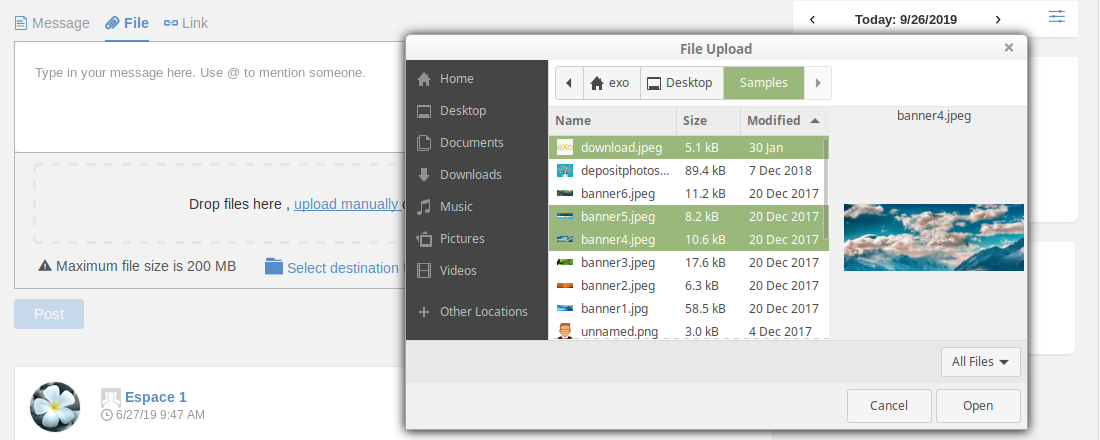 Message File Link
Type in your message here. Use @ to mention someone.
Drop files here , upload manually
Maximum file size is 200 MB Select destination
Post
Espace 1
6/27/19 9:47 AM
Today: 9/26/2019
File Upload
Home
Desktop
Documents
Downloads
Music
Pictures
Videos
Other Locations
exo Desktop Samples
Name Size Modified
download.jpeg 5.1 kB 30 Jan
depositphotos... 89.4 kB 7 Dec 2018
banner6.jpeg 11.2 kB 20 Dec 2017
banner5.jpeg 8.2 kB 20 Dec 2017
banner4.jpeg 10.6 kB 20 Dec 2017
banner3.jpeg 17.6 kB 20 Dec 2017
banner2.jpeg 6.3 kB 20 Dec 2017
banner1.jpg 58.5 kB 20 Dec 2017
unnamed.png 3.0 kB 4 Dec 2017
banner4.jpeg
All Files
Cancel Open